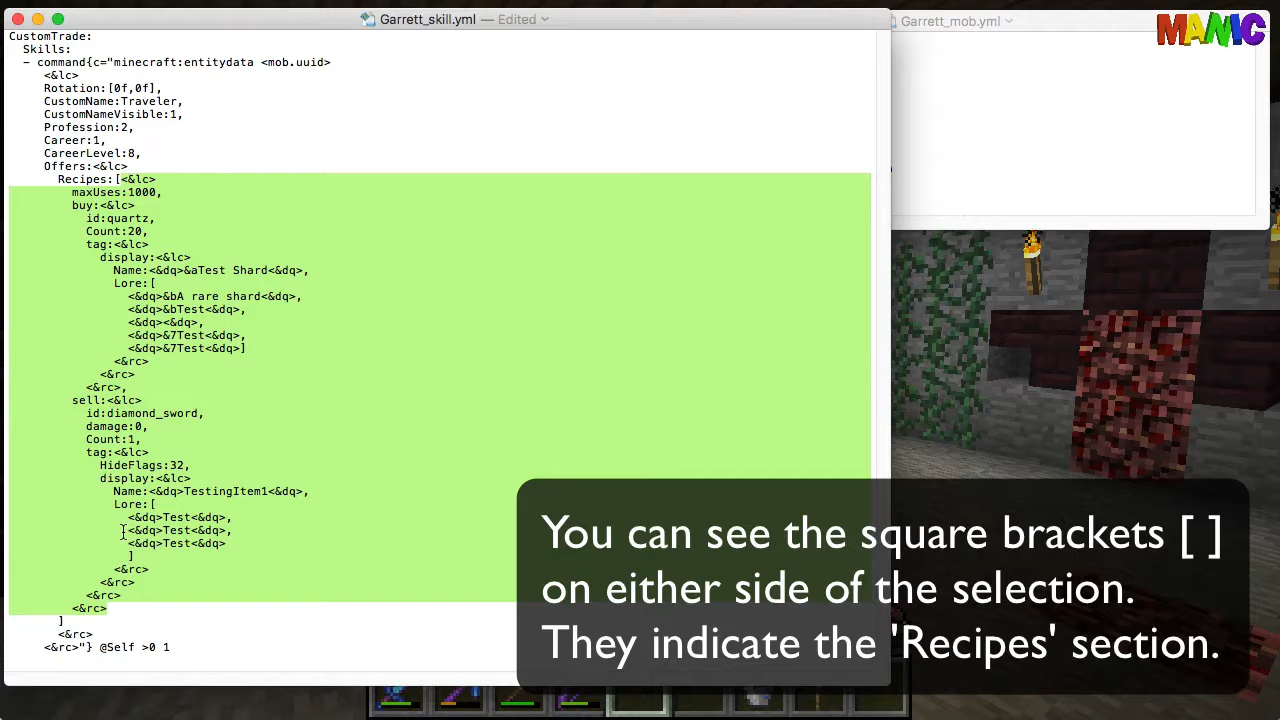 Garrett_skill.yml — Edited
Garrett_mob.yml
MANIC
CustomTrade:
Skills:
- command{c="minecraft:entitydata <mob.uuid>
<&lc>
Rotation:[0f,0f],
CustomName:Traveler,
CustomNameVisible:1,
Profession:2,
Career:1,
CareerLevel:8,
Offers:<&lc>
Recipes:[<&lc>
maxUses:1000,
buy:<&lc>
id:quartz,
Count:20,
tag:<&lc>
display:<&lc>
Name:<&dq>&aTest Shard<&dq>,
Lore:[
<&dq>&bA rare shard<&dq>,
<&dq>&bTest<&dq>,
<&dq><&dq>,
<&dq>&7Test<&dq>,
<&dq>&7Test<&dq>]
<&rc>
<&rc>
<&rc>,
sell:<&lc>
id:diamond_sword,
damage:0,
Count:1,
tag:<&lc>
HideFlags:32,
display:<&lc>
Name:<&dq>TestingItem1<&dq>,
Lore:[
<&dq>Test<&dq>,
<&dq>Test<&dq>,
<&dq>Test<&dq>
]
<&rc>
<&rc>
<&rc>
<&rc>
]
<&rc>
<&rc>"} @Self >0 1
You can see the square brackets [ ]
on either side of the selection.
They indicate the 'Recipes' section.